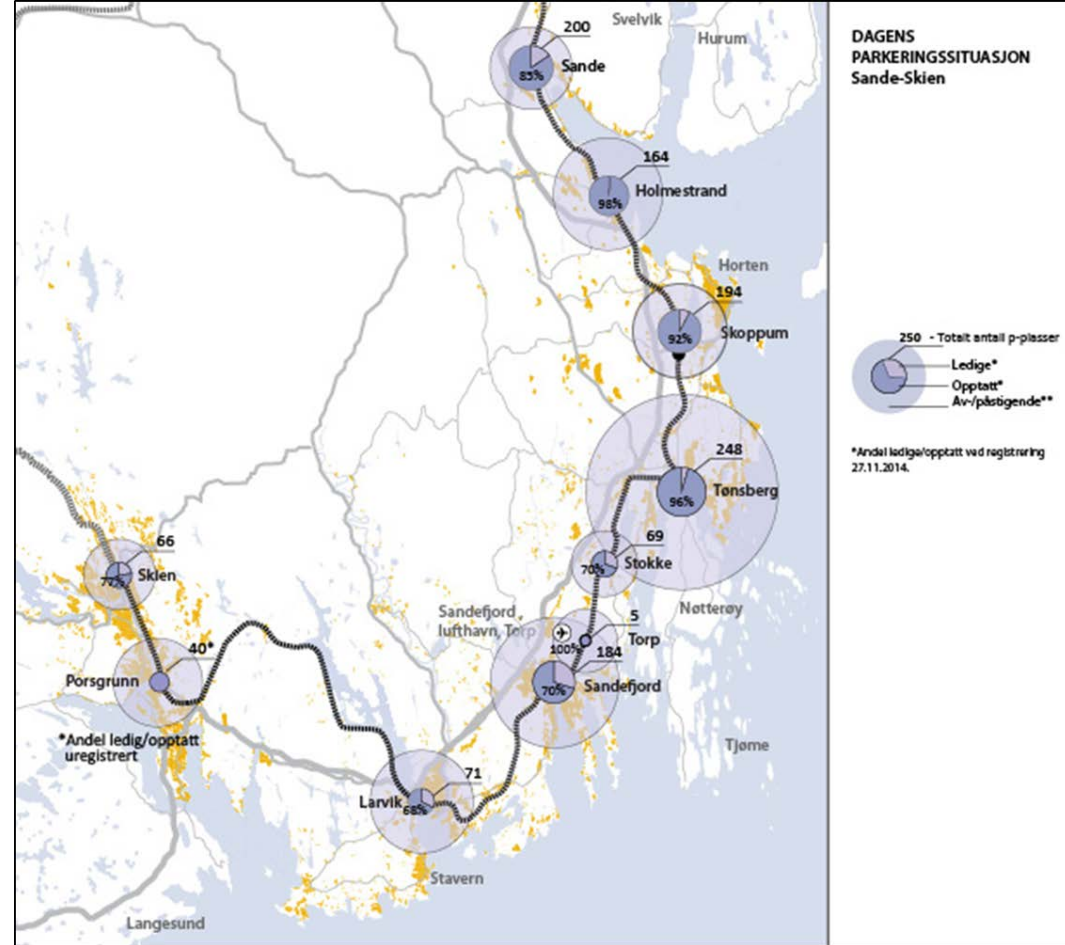 Svelvik
Hurum
200
Sande
83%
164
Holmestrand
98%
Horten
194
Skoppum
92%
248
Tønsberg
96%
69
Stokke
70%
66
Skien
77%
Nøtterøy
Sandefjord,
lufthavn, Torp
5
Torp
100%
184
Sandefjord
70%
40*
Porsgrunn
*Andel ledig/opptatt
uregistrert
Tjøme
71
Larvik
68%
Stavern
Langesund
DAGENS
PARKERINGSSITUASJON
Sande-Skien
250 - Totalt antall p-plasser
Ledige*
Opptatt*
Av-/påstigende**
*Andel ledige/opptatt ved registrering
27.11.2014.